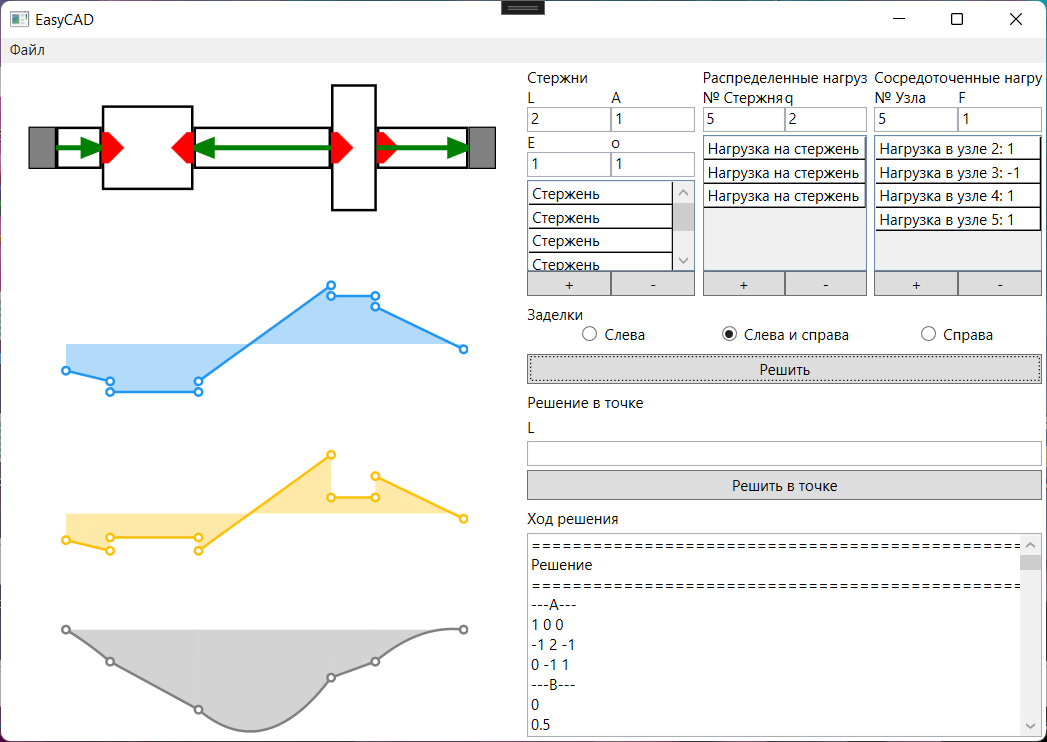 EasyCAD
Файл
Стержни
L A
2 1
E σ
1 1
Стержень
Стержень
Стержень
Стержень
+ -
Распределенные нагруз
№ Стержня q
5 2
Нагрузка на стержень
Нагрузка на стержень
Нагрузка на стержень
+ -
Сосредоточенные нагру
№ Узла F
5 1
Нагрузка в узле 2: 1
Нагрузка в узле 3: -1
Нагрузка в узле 4: 1
Нагрузка в узле 5: 1
+ -
Заделки
Слева Слева и справа Справа
Решить
Решение в точке
L
Решить в точке
Ход решения
================================================
Решение
================================================
---A---
1 0 0
-1 2 -1
0 -1 1
---B---
0
0.5